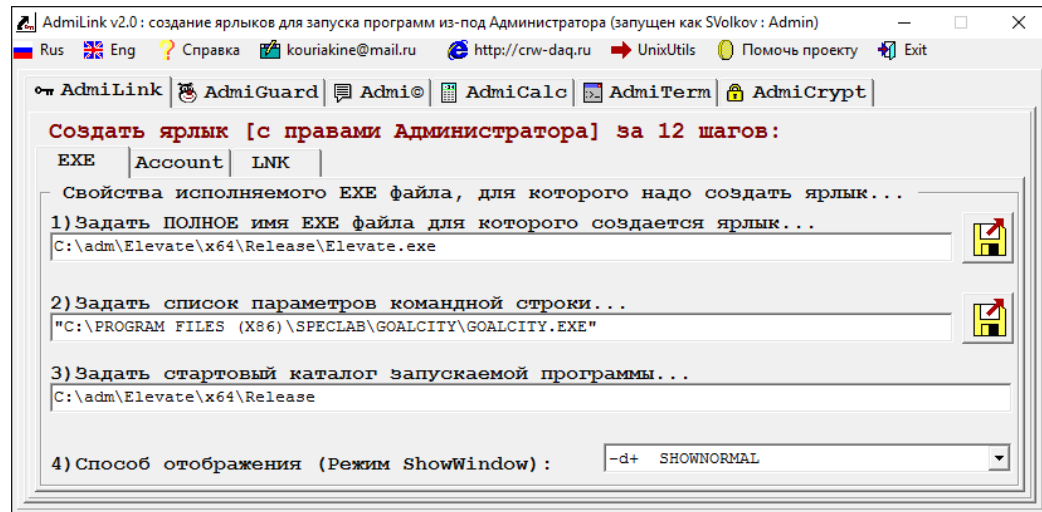 AdmiLink v2.0 : создание ярлыков для запуска программ из-под Администратора (запущен как SVolkov : Admin)
Rus Eng Справка kouriakine@mail.ru http://crw-daq.ru UnixUtils Помочь проекту Exit
AdmiLink AdmiGuard Admi© AdmiCalc AdmiTerm AdmiCrypt
Создать ярлык [с правами Администратора] за 12 шагов:
EXE Account LNK
Свойства исполняемого EXE файла, для которого надо создать ярлык...
1)Задать ПОЛНОЕ имя EXE файла для которого создается ярлык...
C:\adm\Elevate\x64\Release\Elevate.exe
2)Задать список параметров командной строки...
"C:\PROGRAM FILES (X86)\SPECLAB\GOALCITY\GOALCITY.EXE"
3)Задать стартовый каталог запускаемой программы...
C:\adm\Elevate\x64\Release
4)Способ отображения (Режим ShowWindow): -d+ SHOWNORMAL